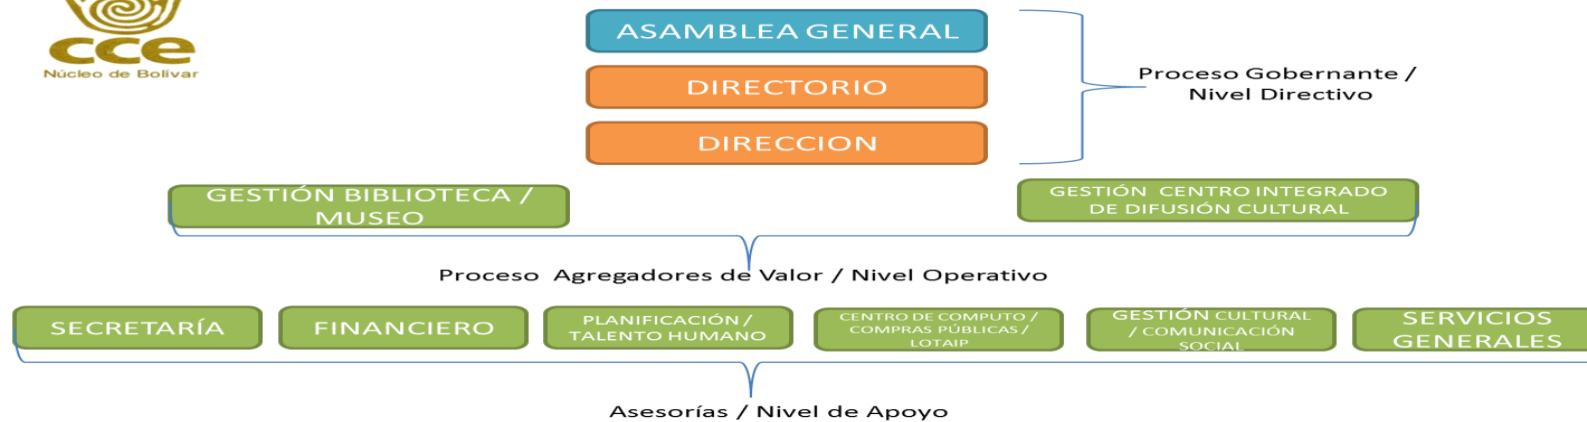 cce
Núcleo de Bolívar
ASAMBLEA GENERAL
DIRECTORIO
DIRECCION
Proceso Gobernante /
Nivel Directivo
GESTIÓN BIBLIOTECA /
MUSEO
GESTIÓN CENTRO INTEGRADO
DE DIFUSIÓN CULTURAL
Proceso Agregadores de Valor / Nivel Operativo
SECRETARÍA
FINANCIERO
PLANIFICACIÓN /
TALENTO HUMANO
CENTRO DE COMPUTO /
COMPRAS PÚBLICAS /
LOTAIP
GESTIÓN CULTURAL
/ COMUNICACIÓN
SOCIAL
SERVICIOS
GENERALES
Asesorías / Nivel de Apoyo